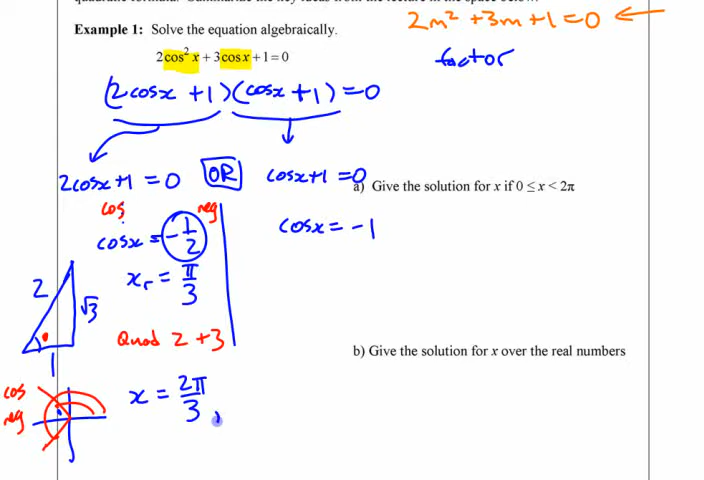 2m² + 3m + 1 = 0 ←
Example 1: Solve the equation algebraically.
factor
2cos² x + 3cos x + 1 = 0
(2cosx + 1)(cosx + 1) = 0
2cosx + 1 = 0 OR cosx + 1 = 0
a) Give the solution for x if 0 ≤ x < 2π
cos neg
cosx = -1/2
cosx = -1
xr = π/3
2
√3
1
Quad 2 + 3
b) Give the solution for x over the real numbers
cos
neg
x = 2π/3 ,